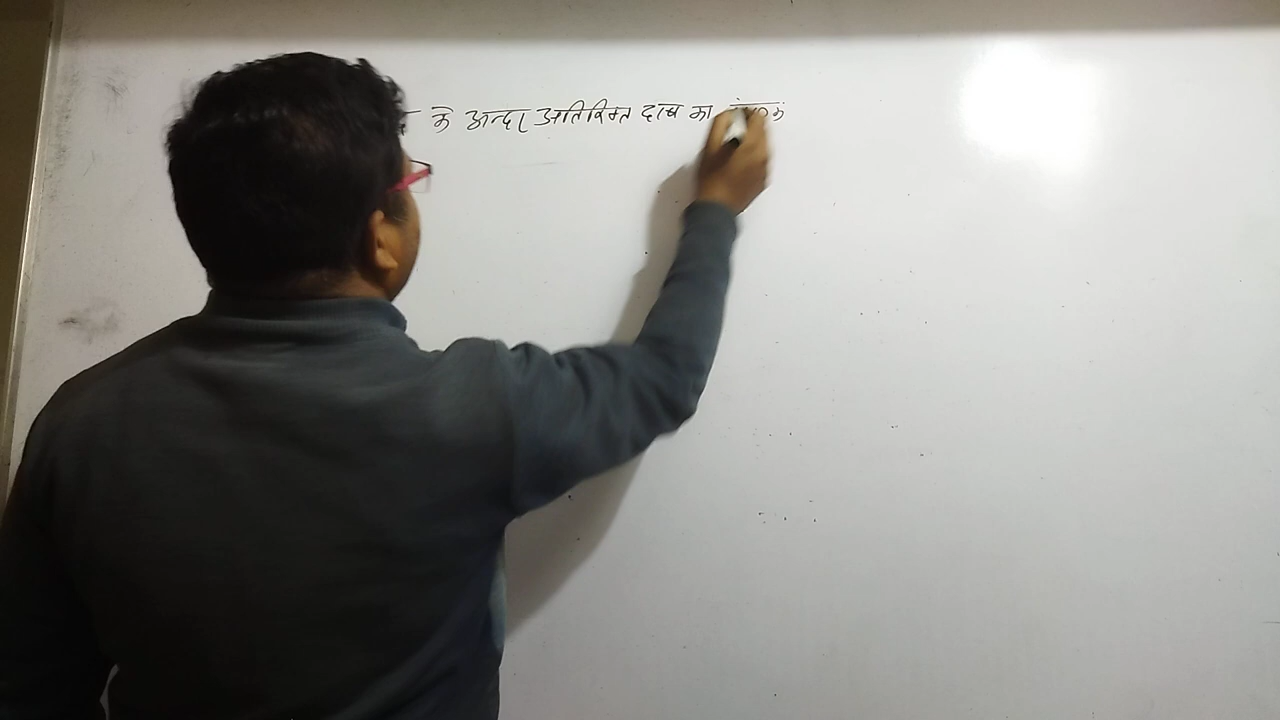 के अन्दर अतिरिक्त दाब का